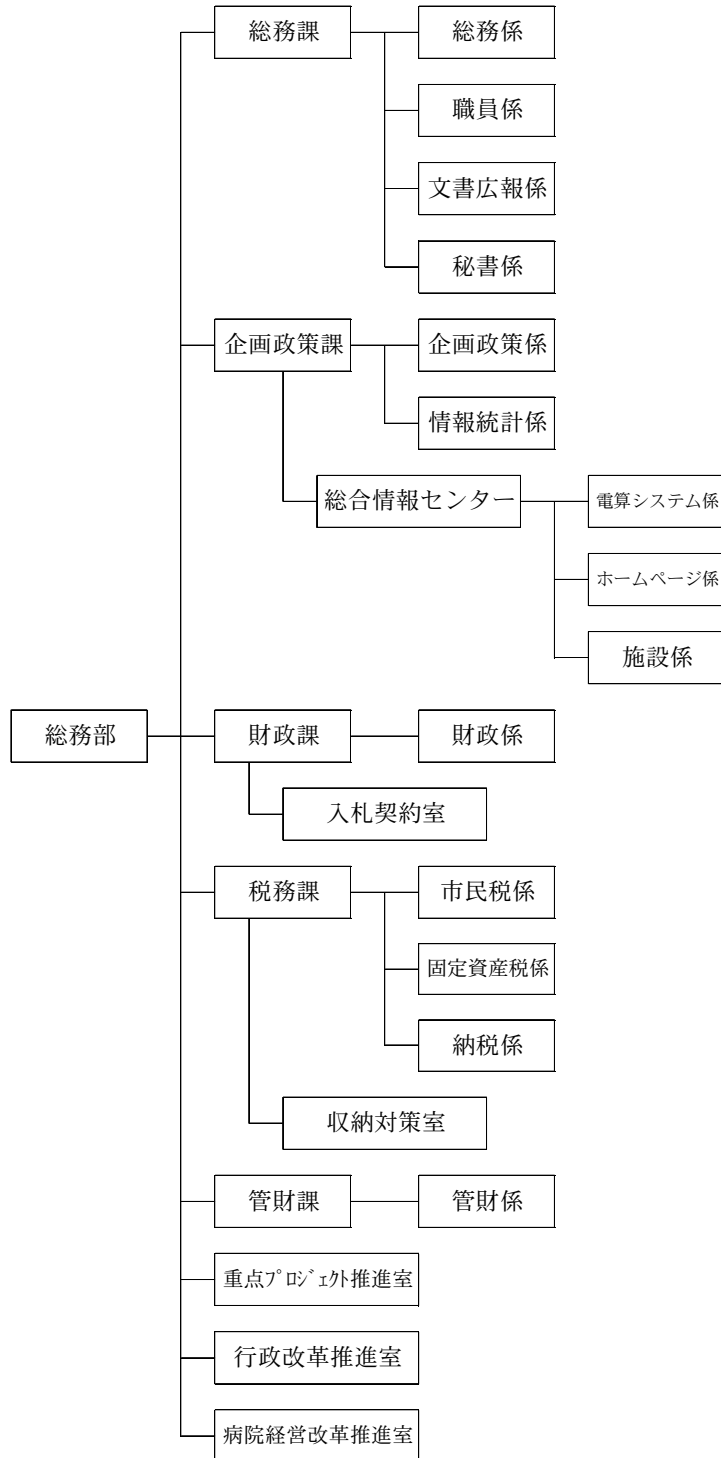 総務課
総務係
職員係
文書広報係
秘書係
企画政策課
企画政策係
情報統計係
総合情報センター
電算システム係
ホームページ係
施設係
総務部
財政課
財政係
入札契約室
税務課
市民税係
固定資産税係
納税係
収納対策室
管財課
管財係
重点プロジェクト推進室
行政改革推進室
病院経営改革推進室